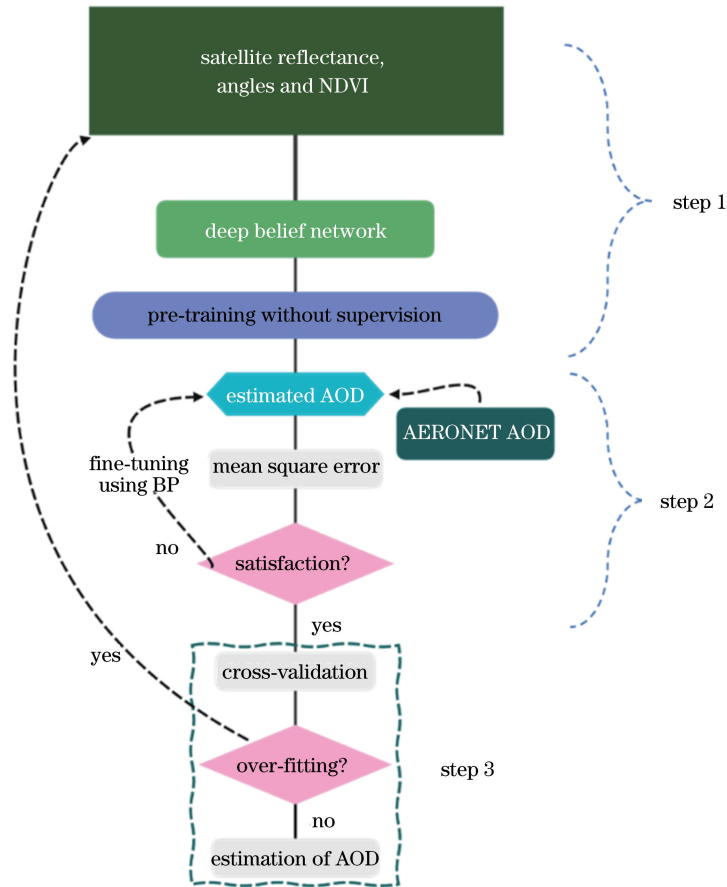 satellite reflectance,
angles and NDVI
step 1
deep belief network
pre-training without supervision
estimated AOD
AERONET AOD
fine-tuning
using BP
mean square error
step 2
no
satisfaction?
yes
yes
cross-validation
over-fitting?
step 3
no
estimation of AOD